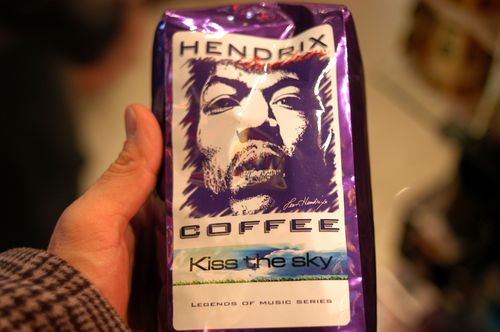 HENDRIX
COFFEE
Kiss the sky
LEGENDS OF MUSIC SERIES